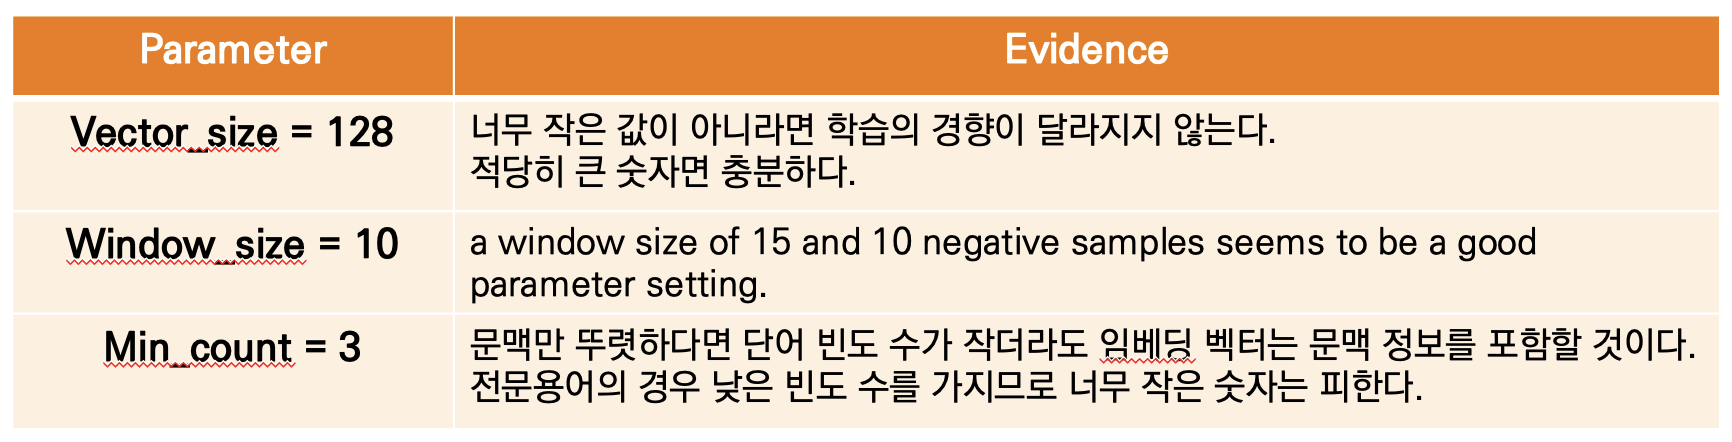 Parameter
Evidence
Vector_size = 128
너무 작은 값이 아니라면 학습의 경향이 달라지지 않는다.
적당히 큰 숫자면 충분하다.
Window_size = 10
a window size of 15 and 10 negative samples seems to be a good
parameter setting.
Min_count = 3
문맥만 뚜렷하다면 단어 빈도 수가 작더라도 임베딩 벡터는 문맥 정보를 포함할 것이다.
전문용어의 경우 낮은 빈도 수를 가지므로 너무 작은 숫자는 피한다.